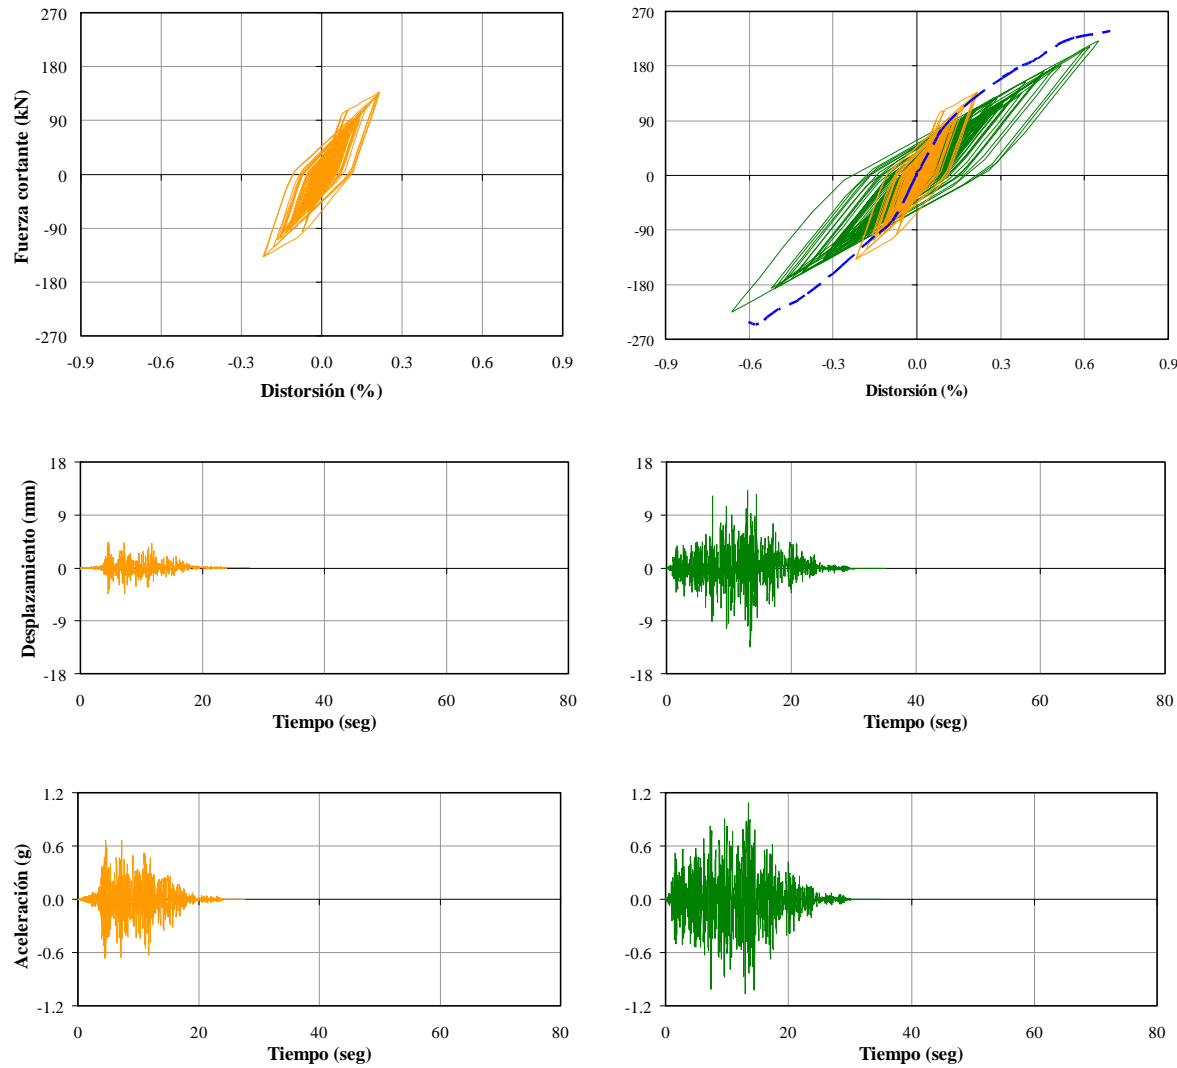 270
180
90
0
-90
-180
-270
Fuerza cortante (kN)
-0.9 -0.6 -0.3 0.0 0.3 0.6 0.9
Distorsión (%)
270
180
90
0
-90
-180
-270
-0.9 -0.6 -0.3 0.0 0.3 0.6 0.9
Distorsión (%)
18
9
0
-9
-18
Desplazamiento (mm)
0 20 40 60 80
Tiempo (seg)
18
9
0
-9
-18
0 20 40 60 80
Tiempo (seg)
1.2
0.6
0.0
-0.6
-1.2
Aceleración (g)
0 20 40 60 80
Tiempo (seg)
1.2
0.6
0.0
-0.6
-1.2
0 20 40 60 80
Tiempo (seg)